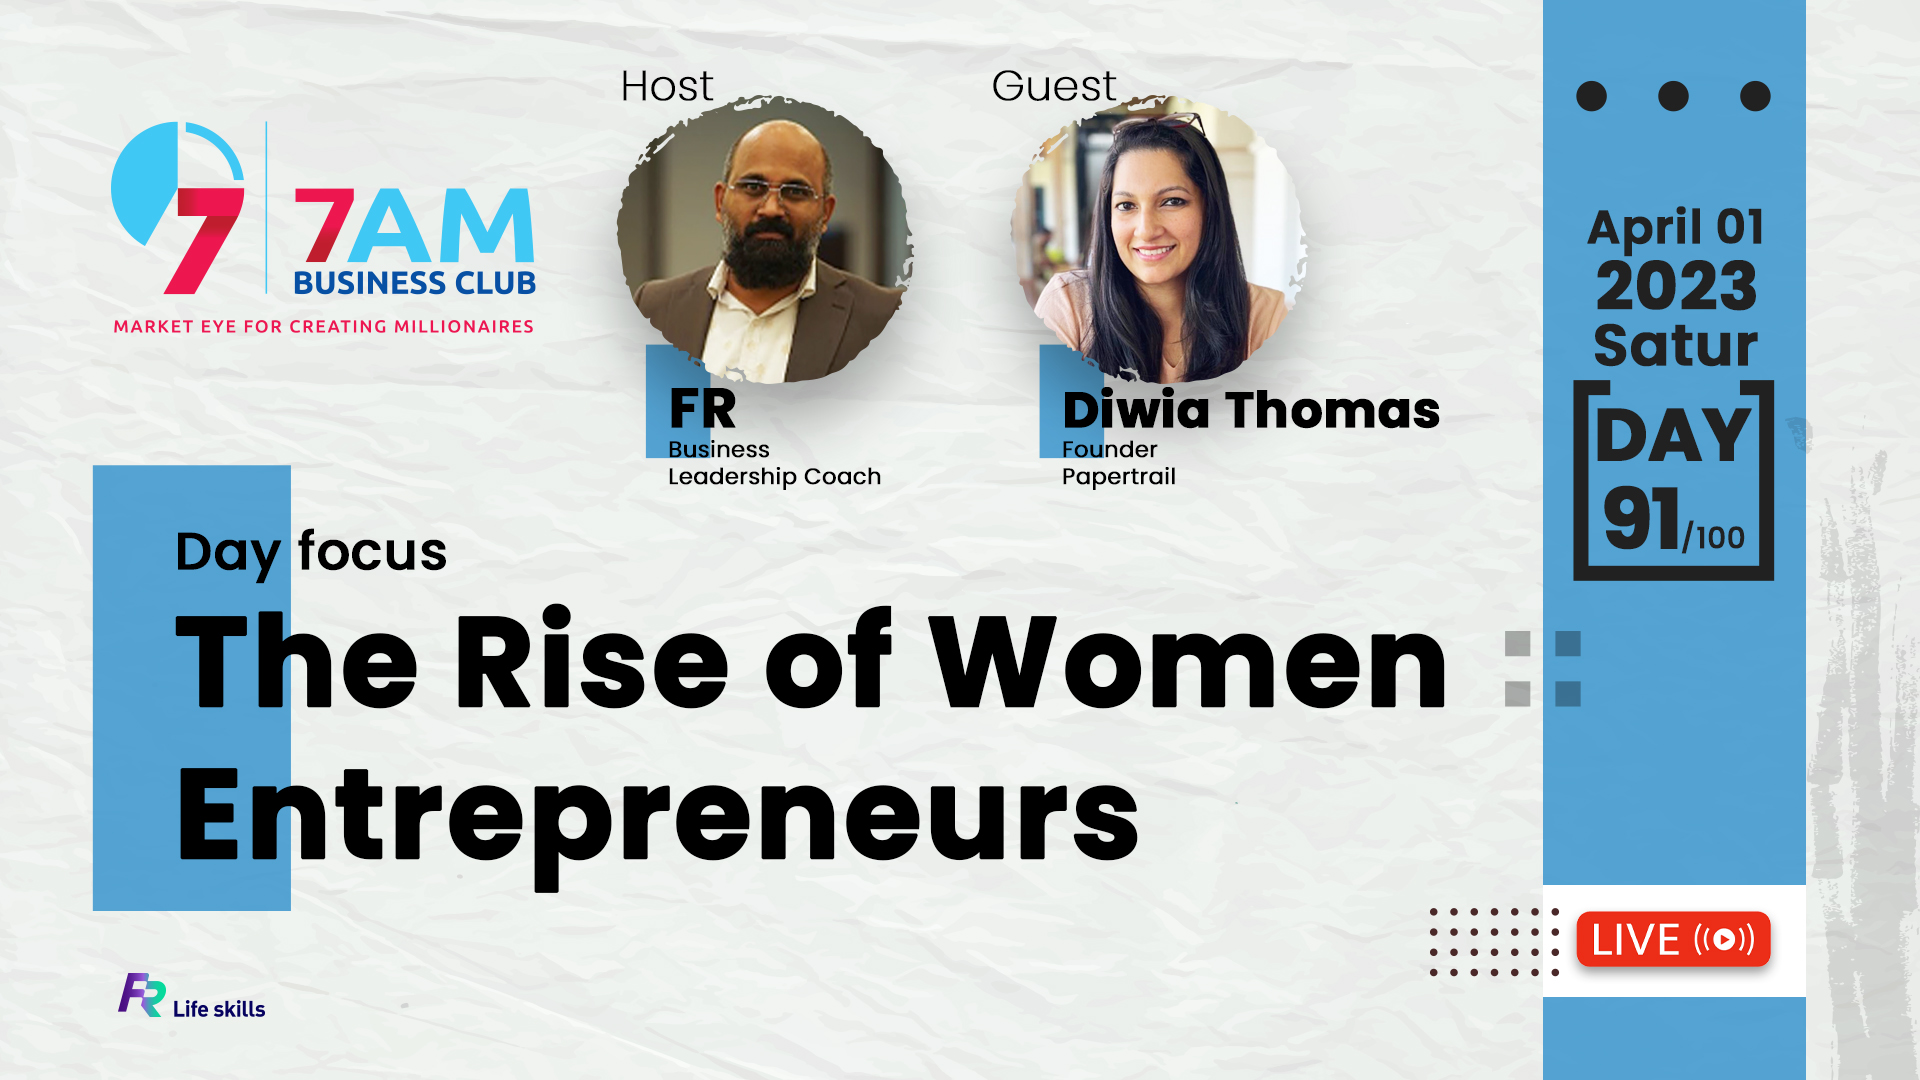 Host
Guest
7
7AM
BUSINESS CLUB
MARKET EYE FOR CREATING MILLIONAIRES
FR
Business
Leadership Coach
Diwia Thomas
Founder
Papertrail
April 01
2023
Satur
DAY
91/100
Day focus
The Rise of Women
Entrepreneurs
LIVE
FR Life skills